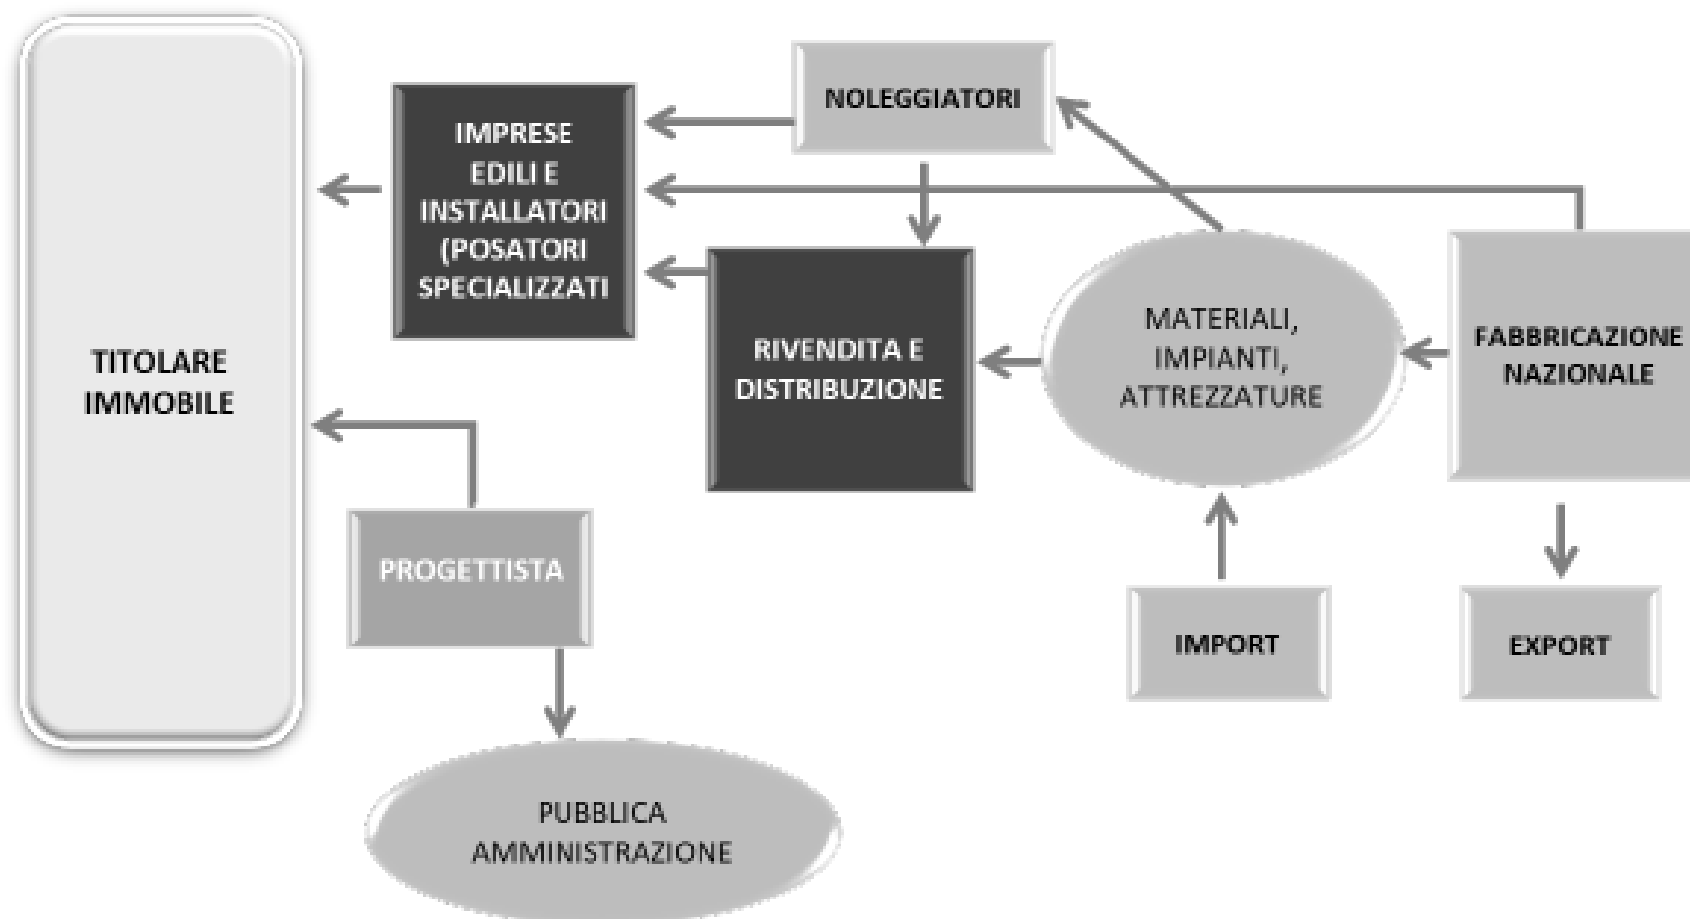 NOLEGGIATORI
IMPRESE
EDILI E
INSTALLATORI
(POSATORI
SPECIALIZZATI
TITOLARE
IMMOBILE
RIVENDITA E
DISTRIBUZIONE
MATERIALI,
IMPIANTI,
ATTREZZATURE
FABBRICAZIONE
NAZIONALE
PROGETTISTA
IMPORT
EXPORT
PUBBLICA
AMMINISTRAZIONE